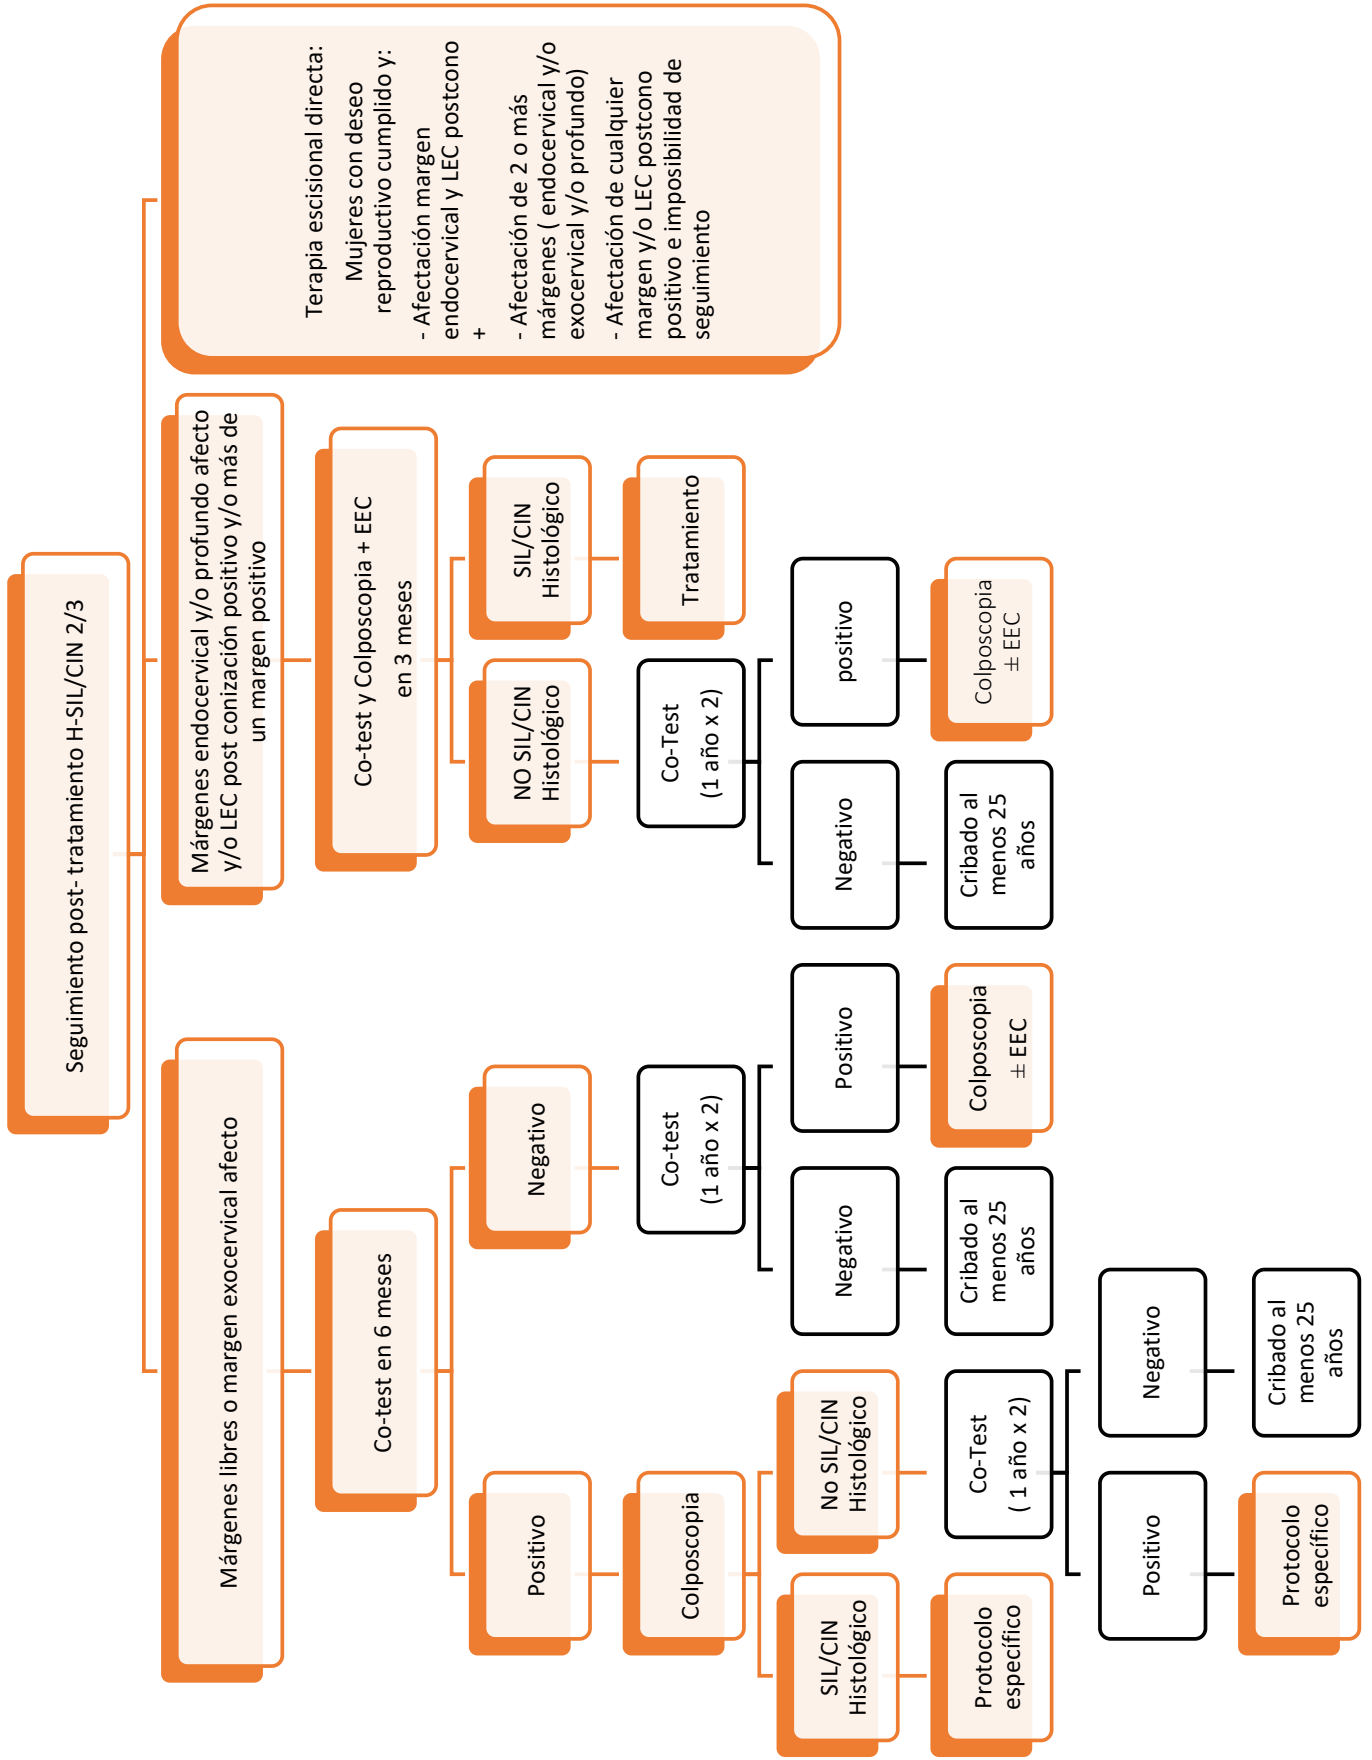 Seguimiento post- tratamiento H-SIL/CIN 2/3
Márgenes libres o margen exocervical afecto
Co-test en 6 meses
Positivo
Colposcopia
SIL/CIN
Histológico
Protocolo
específico
No SIL/CIN
Histológico
Co-Test
( 1 año x 2)
Positivo
Protocolo
específico
Negativo
Cribado al
menos 25
años
Negativo
Co-test
(1 año x 2)
Negativo
Cribado al
menos 25
años
Positivo
Colposcopia
± EEC
Márgenes endocervical y/o profundo afecto
y/o LEC post conización positivo y/o más de
un margen positivo
Co-test y Colposcopia + EEC
en 3 meses
NO SIL/CIN
Histológico
Co-Test
(1 año x 2)
Negativo
Cribado al
menos 25
años
positivo
Colposcopia
± EEC
SIL/CIN
Histológico
Tratamiento
Terapia escisional directa:
Mujeres con deseo
reproductivo cumplido y:
- Afectación margen
endocervical y LEC postcono
+
- Afectación de 2 o más
márgenes ( endocervical y/o
exocervical y/o profundo)
- Afectación de cualquier
margen y/o LEC postcono
positivo e imposibilidad de
seguimiento